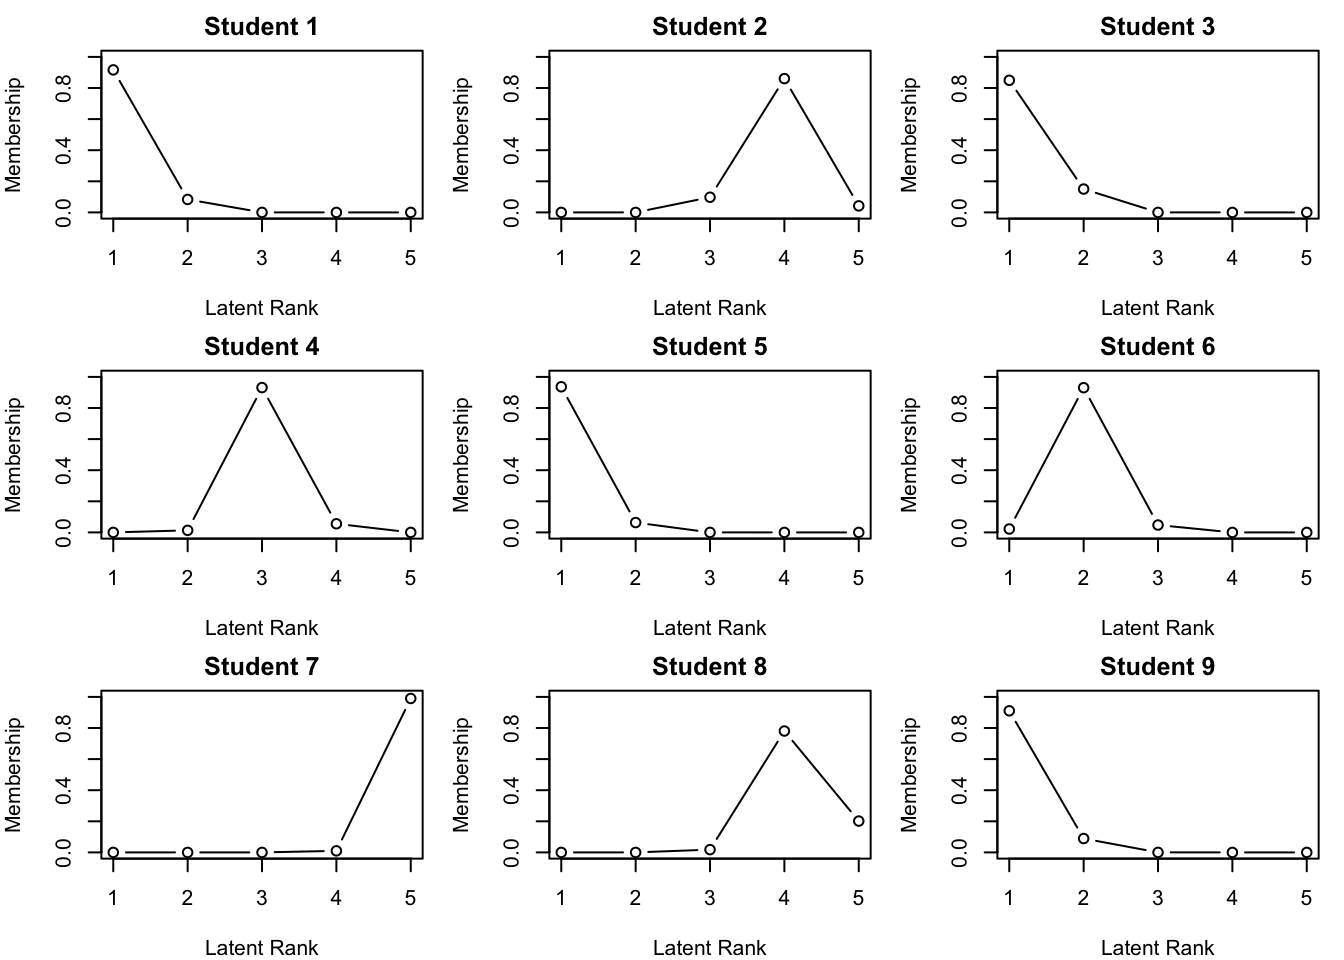 Student 1
Membership
0.0 0.4 0.8
1 2 3 4 5
Latent Rank
Student 2
Membership
0.0 0.4 0.8
1 2 3 4 5
Latent Rank
Student 3
Membership
0.0 0.4 0.8
1 2 3 4 5
Latent Rank
Student 4
Membership
0.0 0.4 0.8
1 2 3 4 5
Latent Rank
Student 5
Membership
0.0 0.4 0.8
1 2 3 4 5
Latent Rank
Student 6
Membership
0.0 0.4 0.8
1 2 3 4 5
Latent Rank
Student 7
Membership
0.0 0.4 0.8
1 2 3 4 5
Latent Rank
Student 8
Membership
0.0 0.4 0.8
1 2 3 4 5
Latent Rank
Student 9
Membership
0.0 0.4 0.8
1 2 3 4 5
Latent Rank